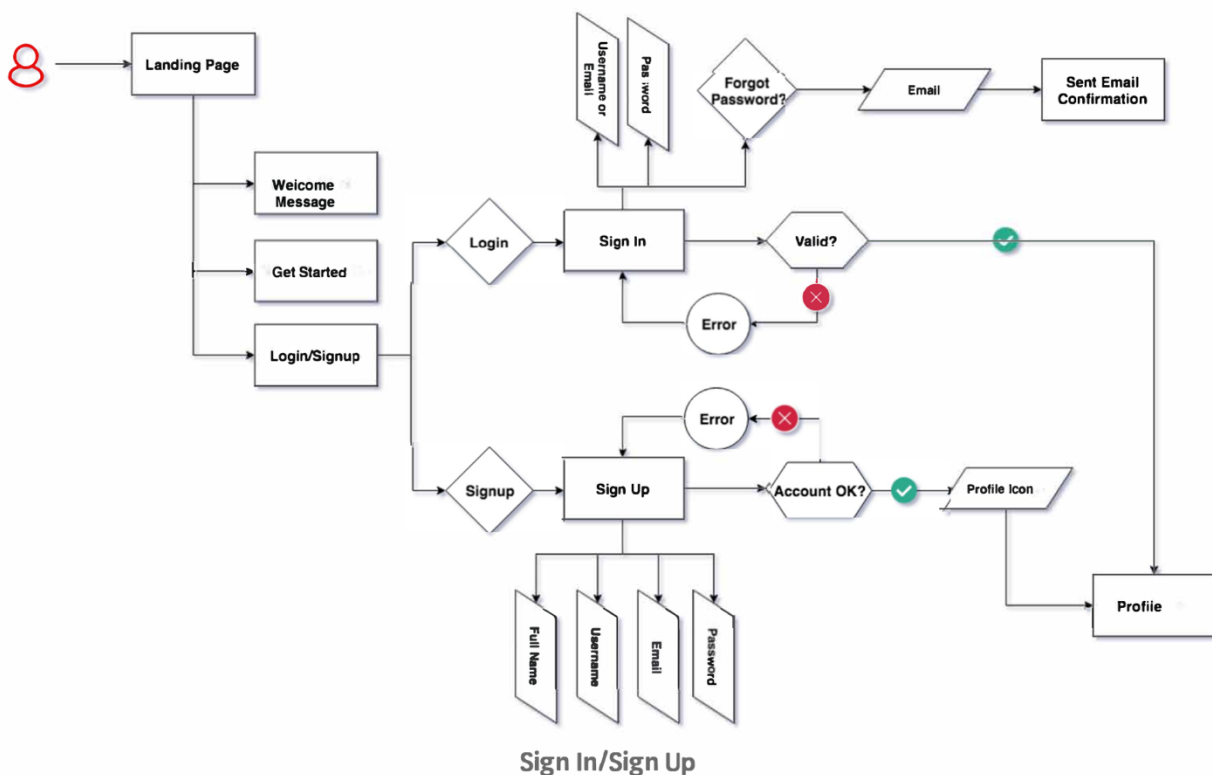 Landing Page
Weicome
Message
Get Started
Login/Signup
Login
Sign In
Username or
Email
Pas word
Forgot
Password?
Email
Sent Email
Confirmation
Valid?
Error
Error
Signup
Sign Up
Account OK?
Profile Icon
Profiie
Full Name
Username
Email
Password
Sign In/Sign Up